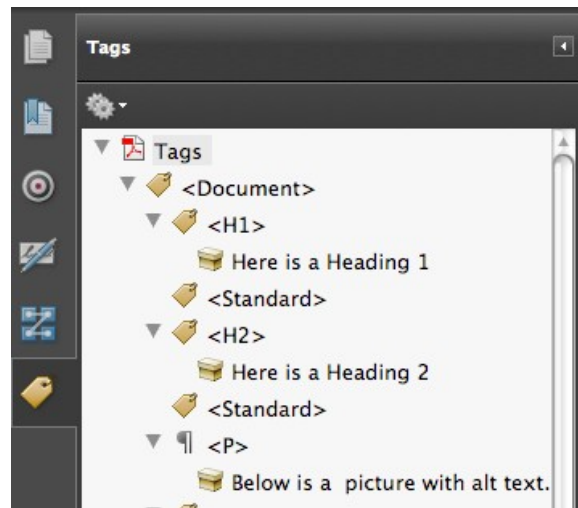 Tags
Tags
<Document>
<H1>
Here is a Heading 1
<Standard>
<H2>
Here is a Heading 2
<Standard>
<P>
Below is a  picture with alt text.